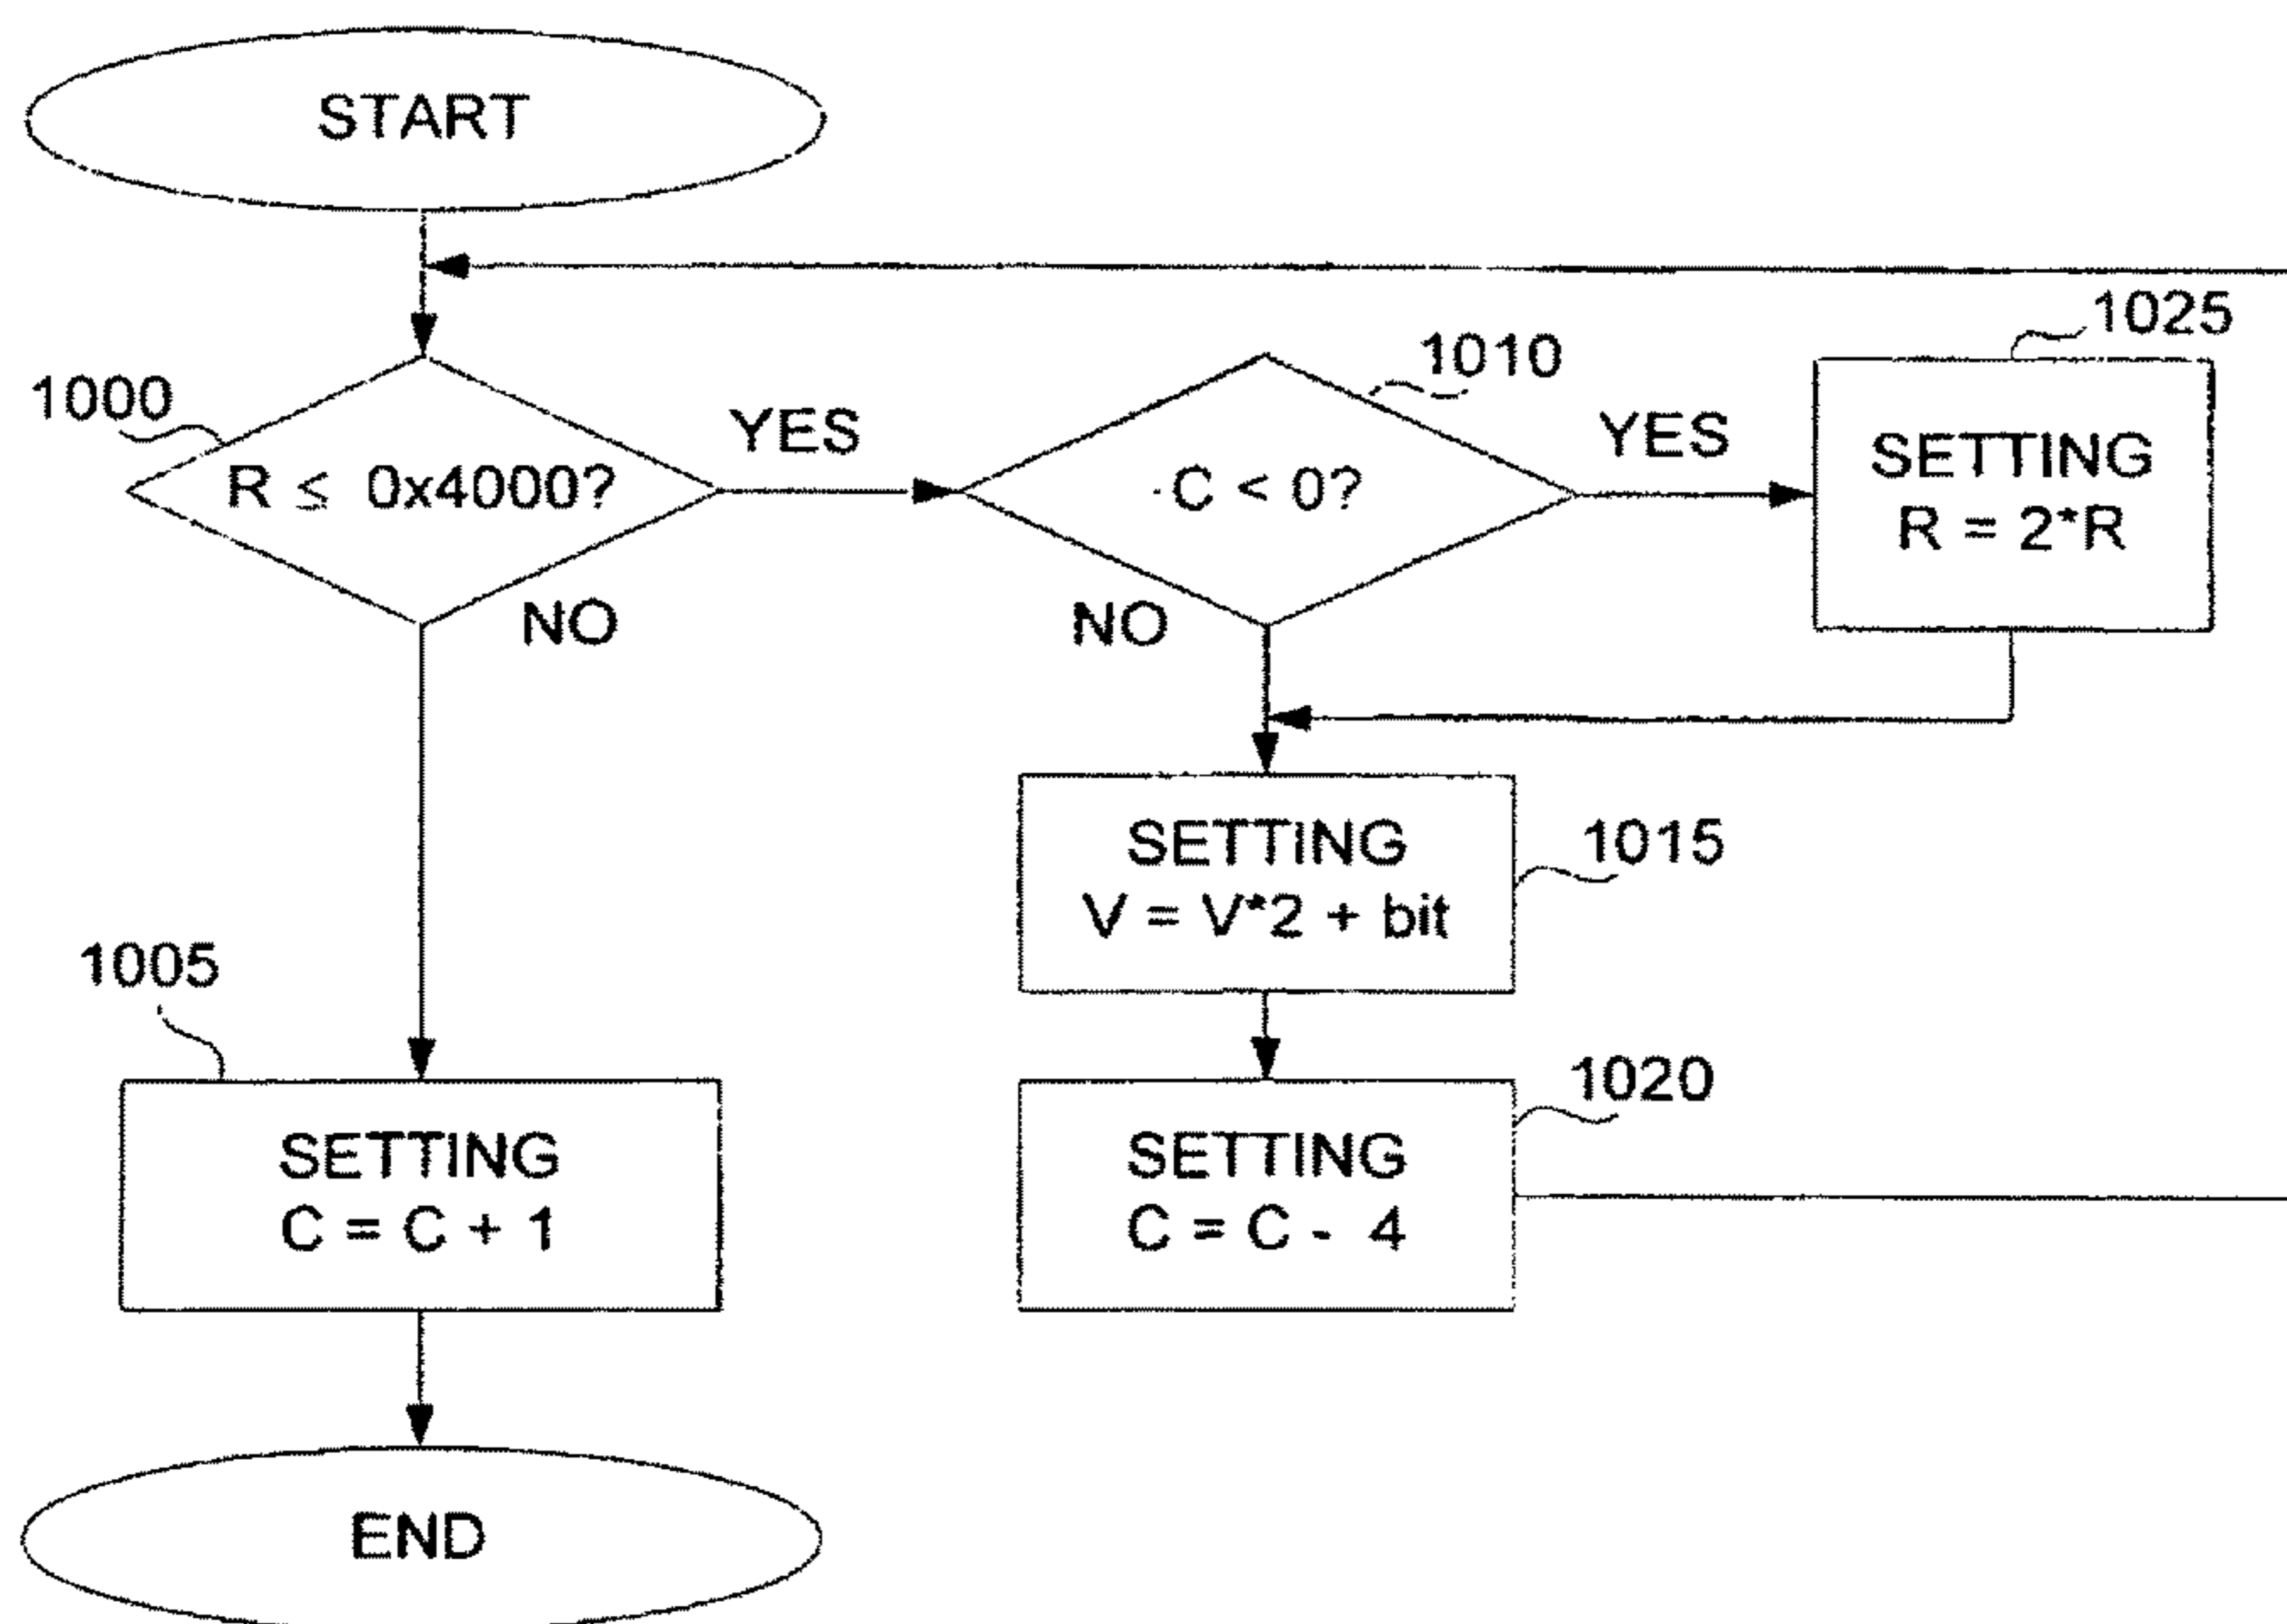 START
1025
1010
1000
YES
YES
R ≤ 0x4000?
C < 0?
SETTING
R = 2*R
NO
NO
SETTING
V = V*2 + bit
1015
1005
1020
SETTING
C = C + 1
SETTING
C = C - 4
END